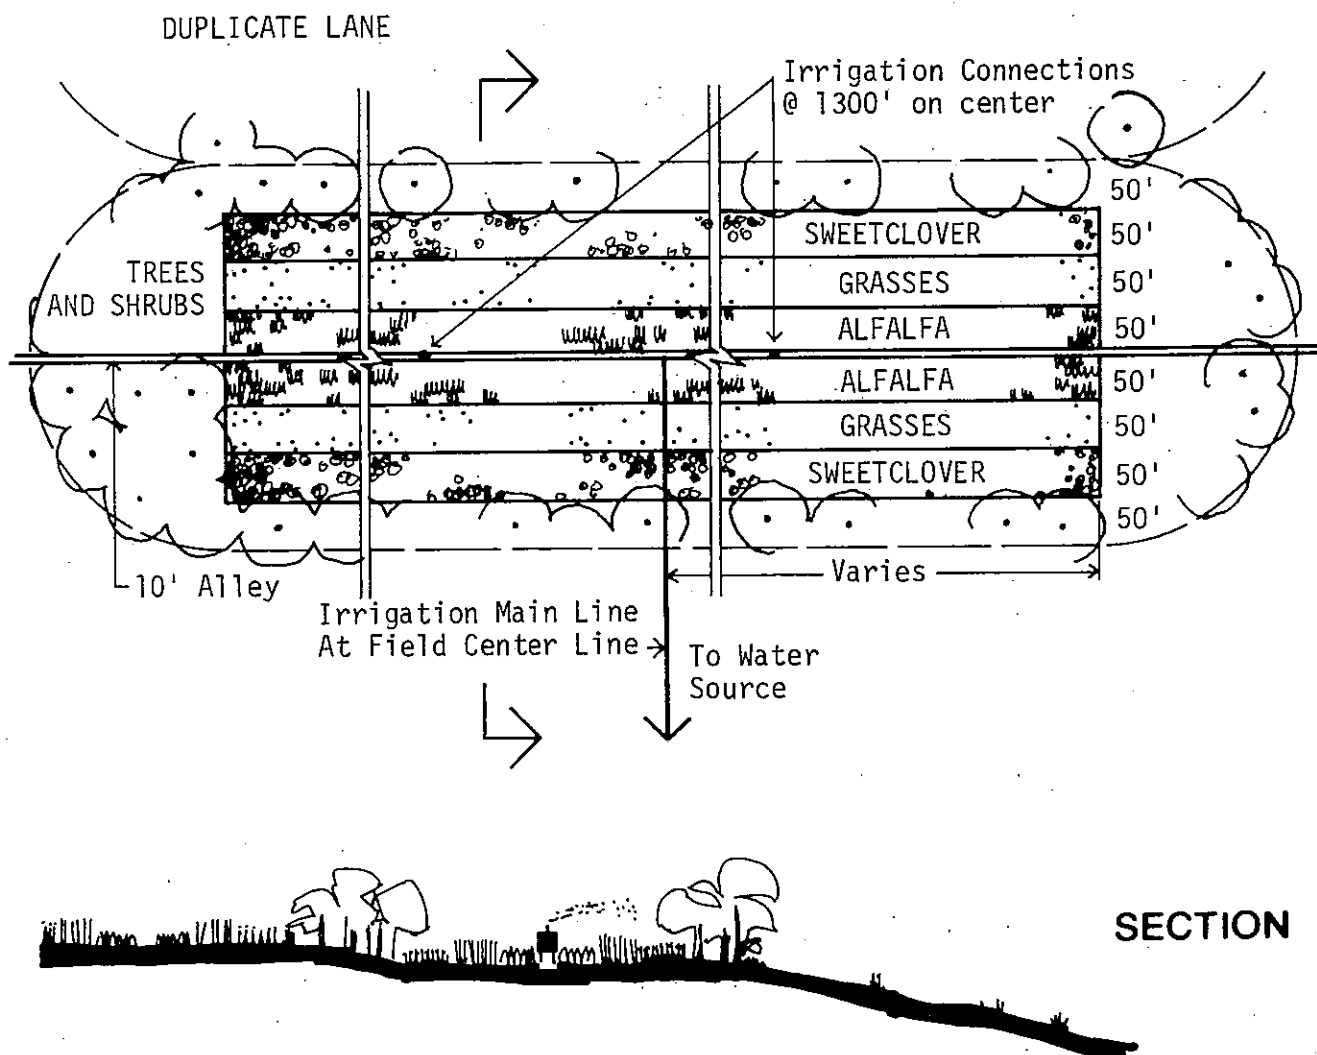 DUPLICATE LANE
Irrigation Connections
@ 1300' on center
50'
SWEETCLOVER 50'
TREES
AND SHRUBS
GRASSES 50'
ALFALFA 50'
ALFALFA 50'
GRASSES 50'
SWEETCLOVER 50'
50'
10' Alley
Varies
Irrigation Main Line
At Field Center Line
To Water
Source
SECTION